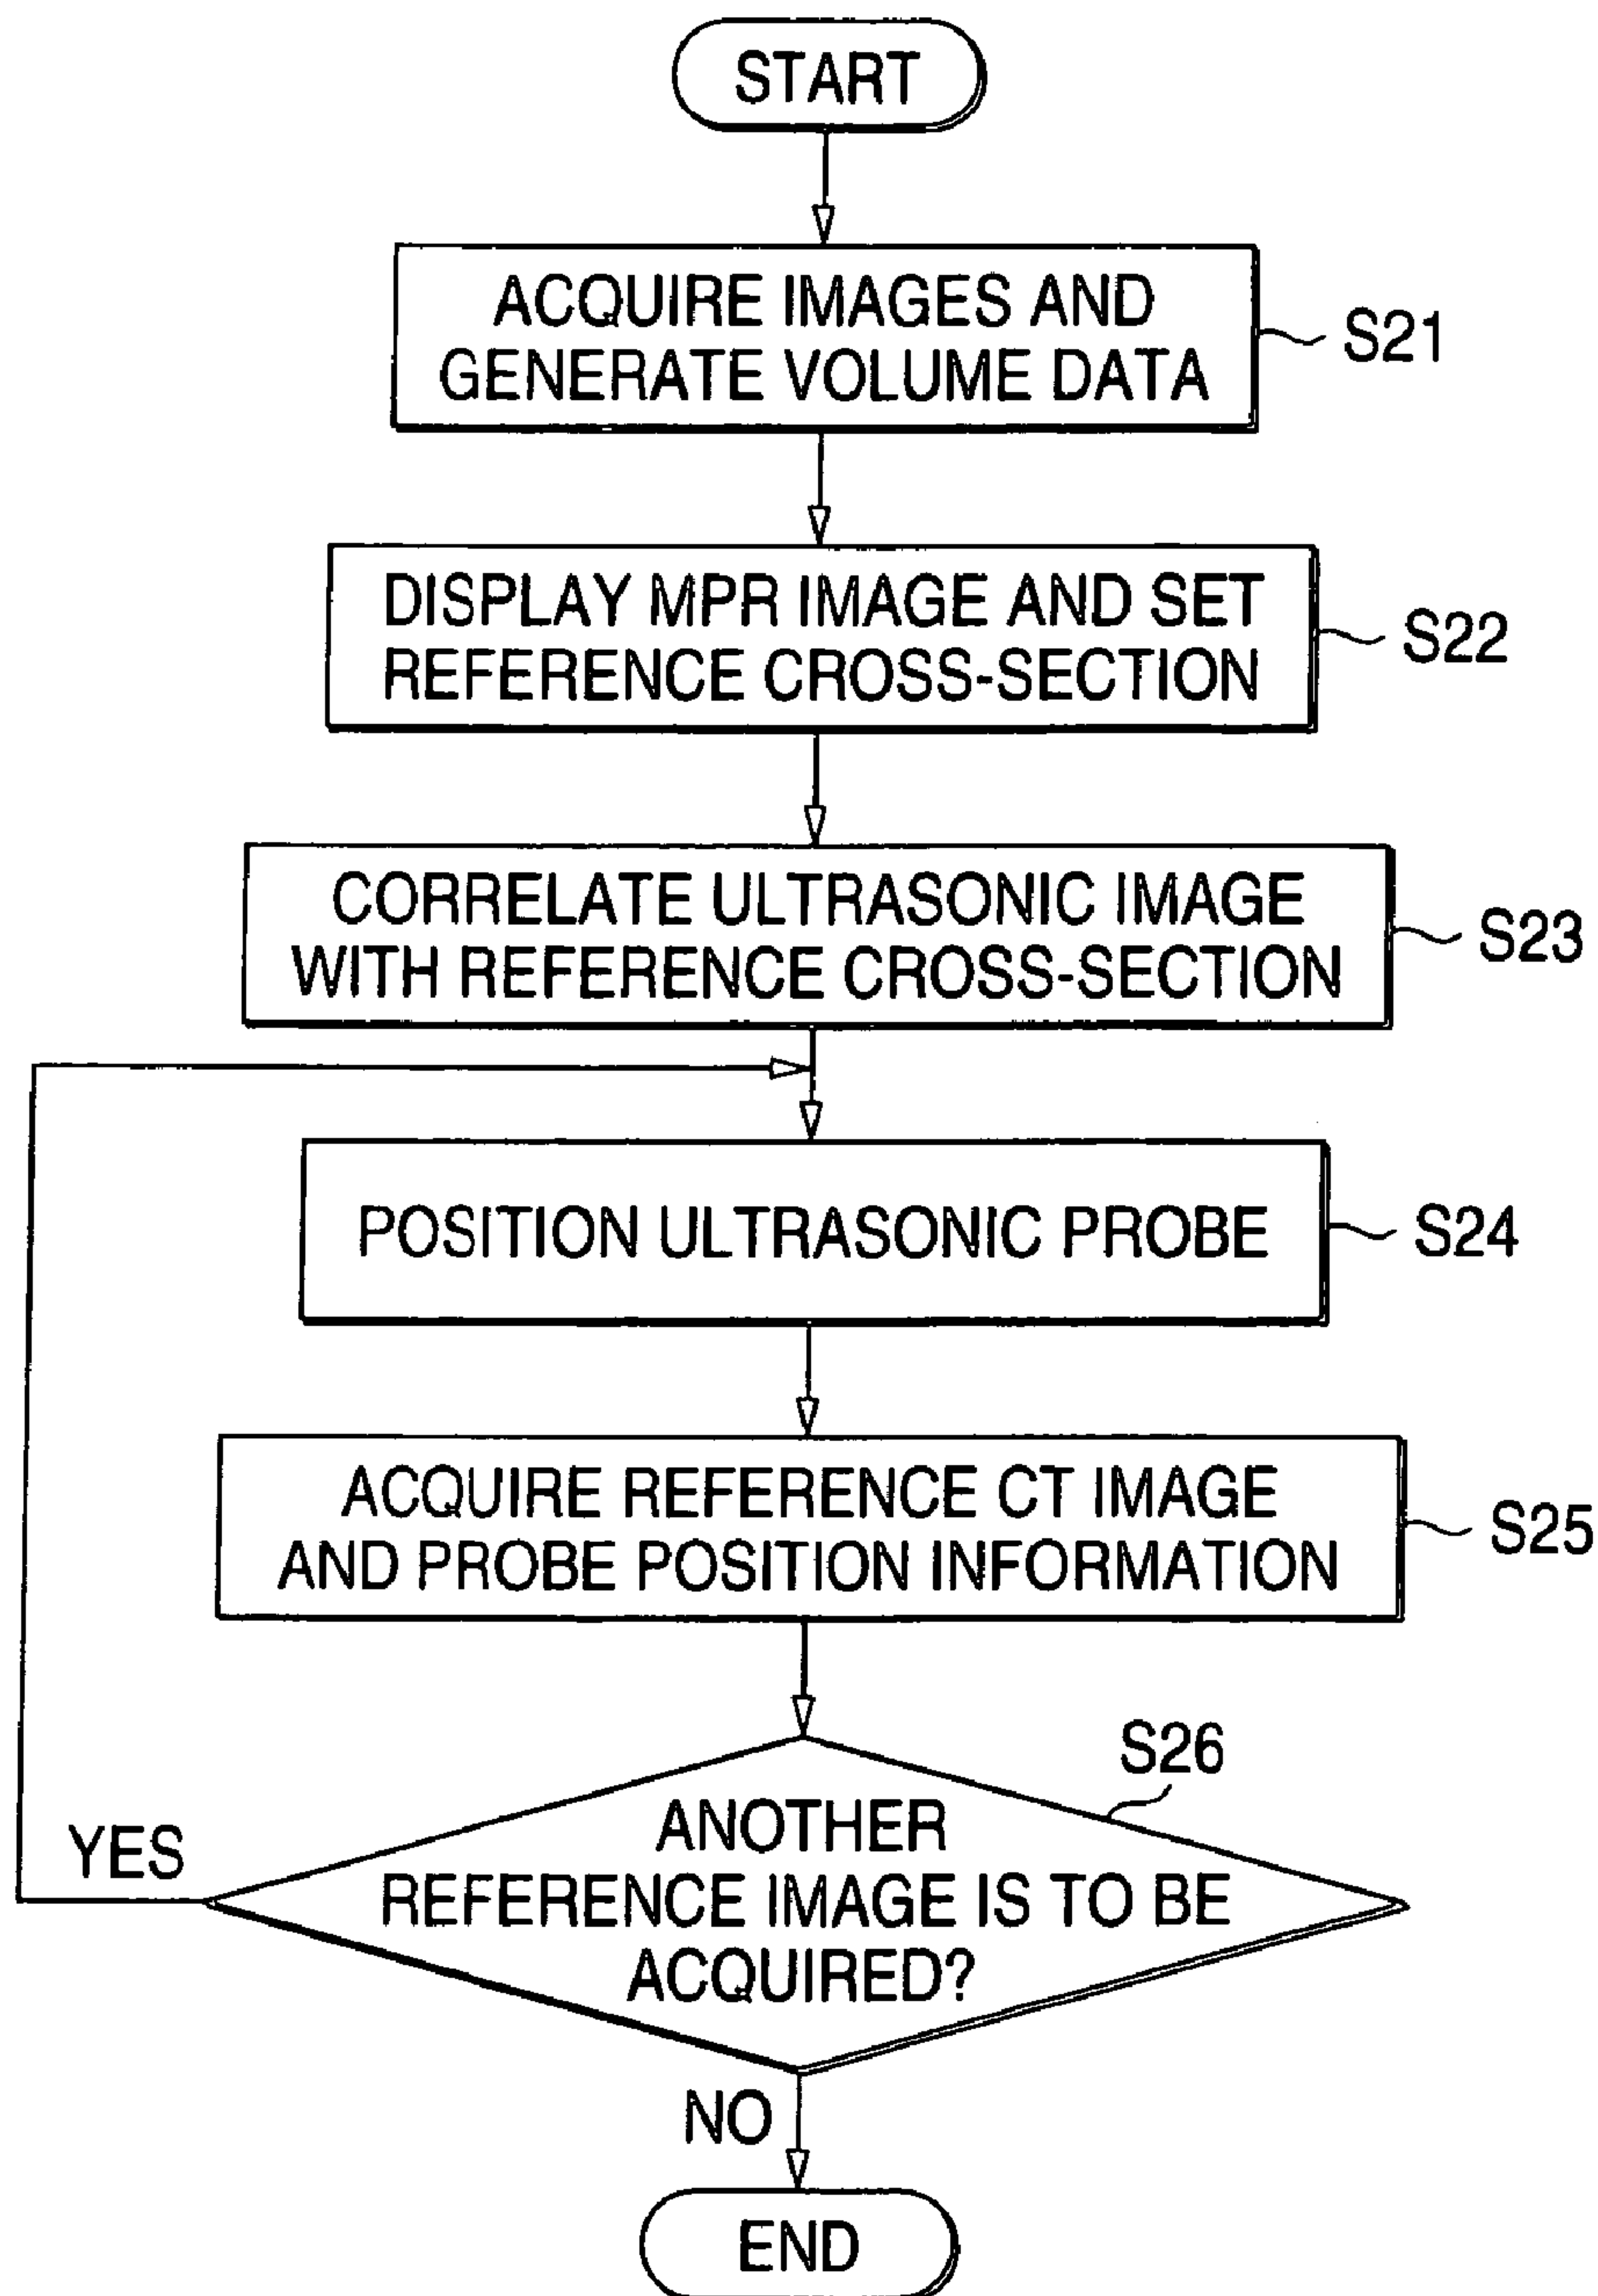 START
ACQUIRE IMAGES AND
GENERATE VOLUME DATA
S21
DISPLAY MPR IMAGE AND SET
REFERENCE CROSS-SECTION
S22
CORRELATE ULTRASONIC IMAGE
WITH REFERENCE CROSS-SECTION
S23
POSITION ULTRASONIC PROBE
S24
ACQUIRE REFERENCE CT IMAGE
AND PROBE POSITION INFORMATION
S25
S26
ANOTHER
REFERENCE IMAGE IS TO BE
ACQUIRED?
YES
NO
END